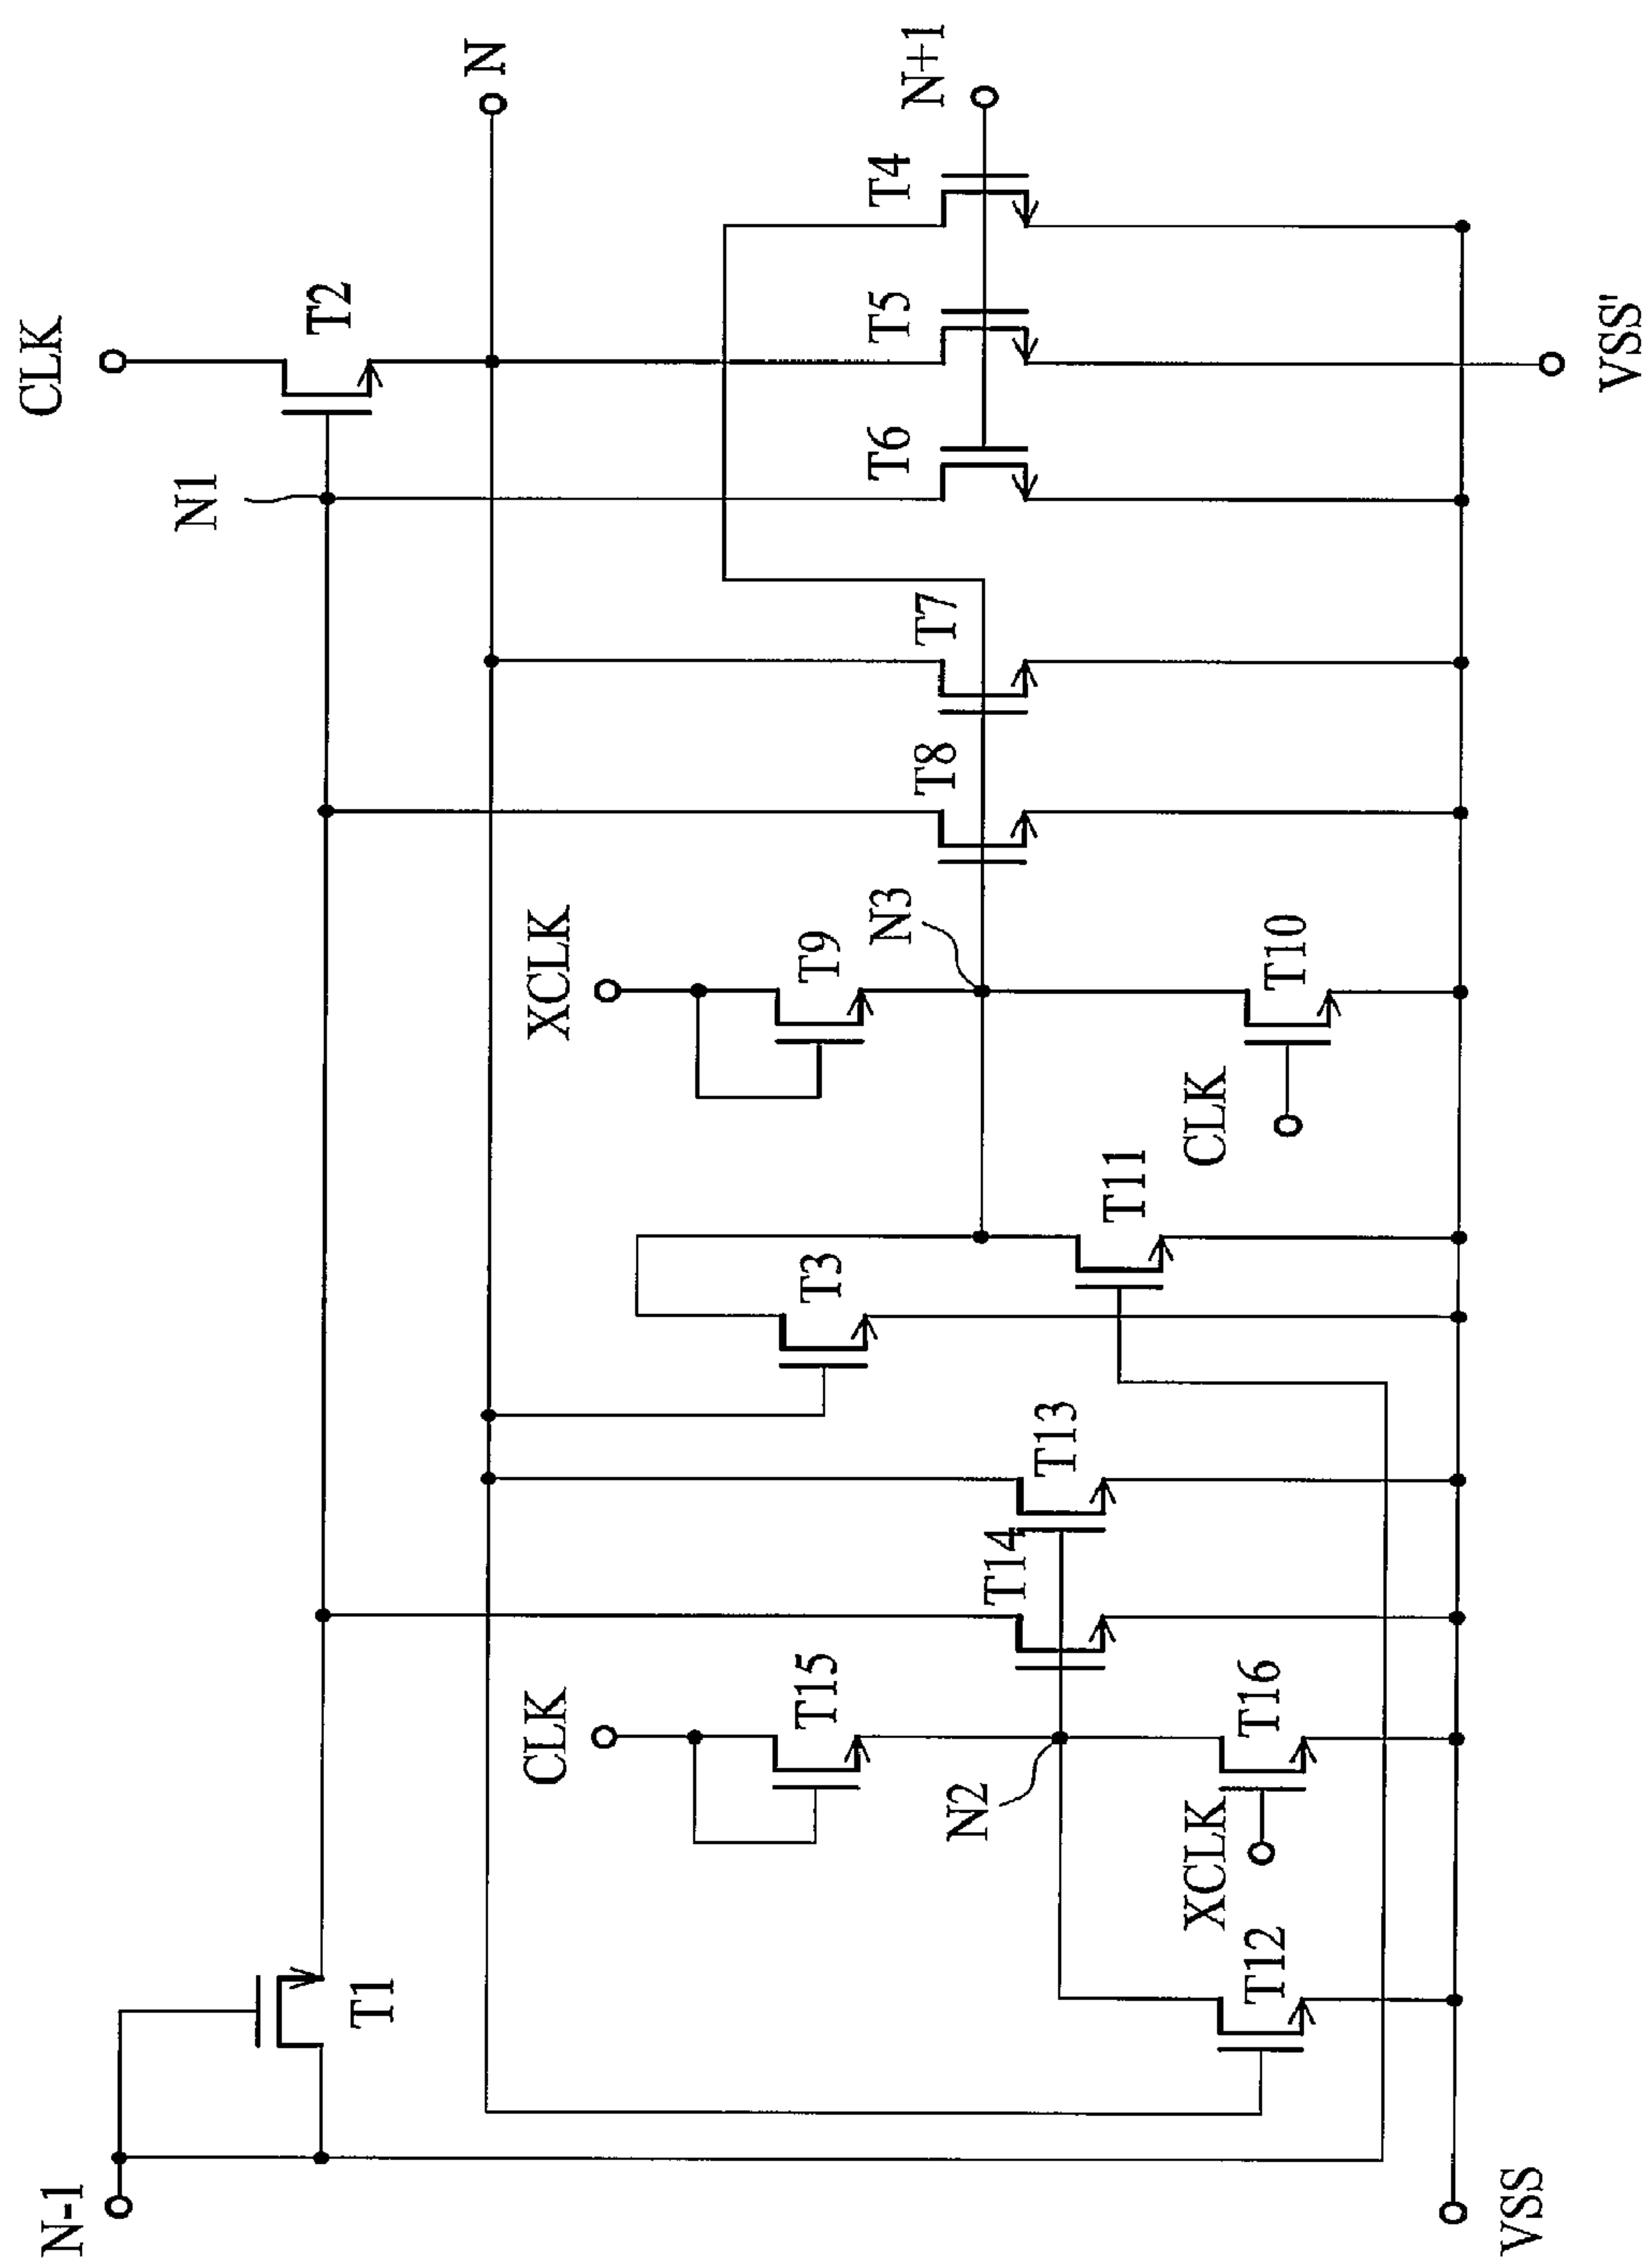 CLK
N
N+1
T2
N1
T4
T5
T6
VSS'
T7
T8
XCLK
T9
N3
T10
CLK
T3
T11
T13
T14
CLK
T15
N2
T16
XCLK
T12
T1
N-1
VSS